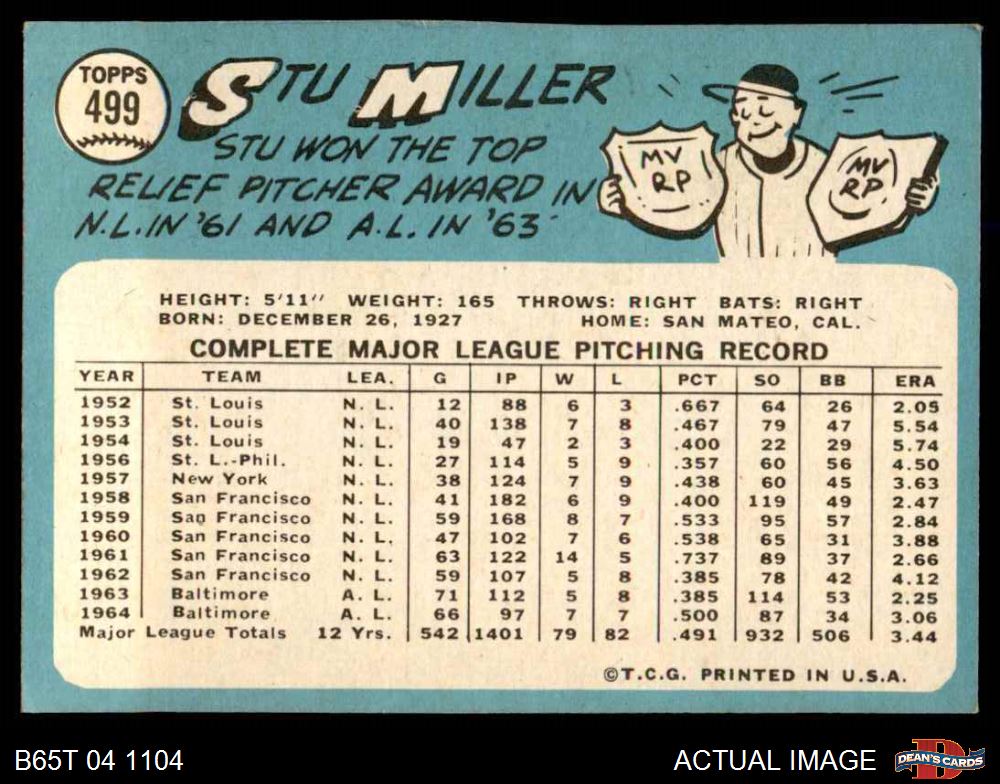 TOPPS
499
STU MILLER
STU WON THE TOP
RELIEF PITCHER AWARD IN
N.L. IN '61 AND A.L. IN '63
MV
RP
MV
RP
HEIGHT: 5'11" WEIGHT: 165 THROWS: RIGHT BATS: RIGHT
BORN: DECEMBER 26, 1927 HOME: SAN MATEO, CAL.
COMPLETE MAJOR LEAGUE PITCHING RECORD
YEAR TEAM LEA. G IP W L PCT SO BB ERA
1952 St. Louis N. L. 12 88 6 3 .667 64 26 2.05
1953 St. Louis N. L. 40 138 7 8 .467 79 47 5.54
1954 St. Louis N. L. 19 47 2 3 .400 22 29 5.74
1956 St. L.-Phil. N. L. 27 114 5 9 .357 60 56 4.50
1957 New York N. L. 38 124 7 9 .438 60 45 3.63
1958 San Francisco N. L. 41 182 6 9 .400 119 49 2.47
1959 San Francisco N. L. 59 168 8 7 .533 95 57 2.84
1960 San Francisco N. L. 47 102 7 6 .538 65 31 3.88
1961 San Francisco N. L. 63 122 14 5 .737 89 37 2.66
1962 San Francisco N. L. 59 107 5 8 .385 78 42 4.12
1963 Baltimore A. L. 71 112 5 8 .385 114 53 2.25
1964 Baltimore A. L. 66 97 7 7 .500 87 34 3.06
Major League Totals 12 Yrs. 542 1401 79 82 .491 932 506 3.44
©T.C.G. PRINTED IN U.S.A.
B65T 04 1104 ACTUAL IMAGE DEAN'S CARDS